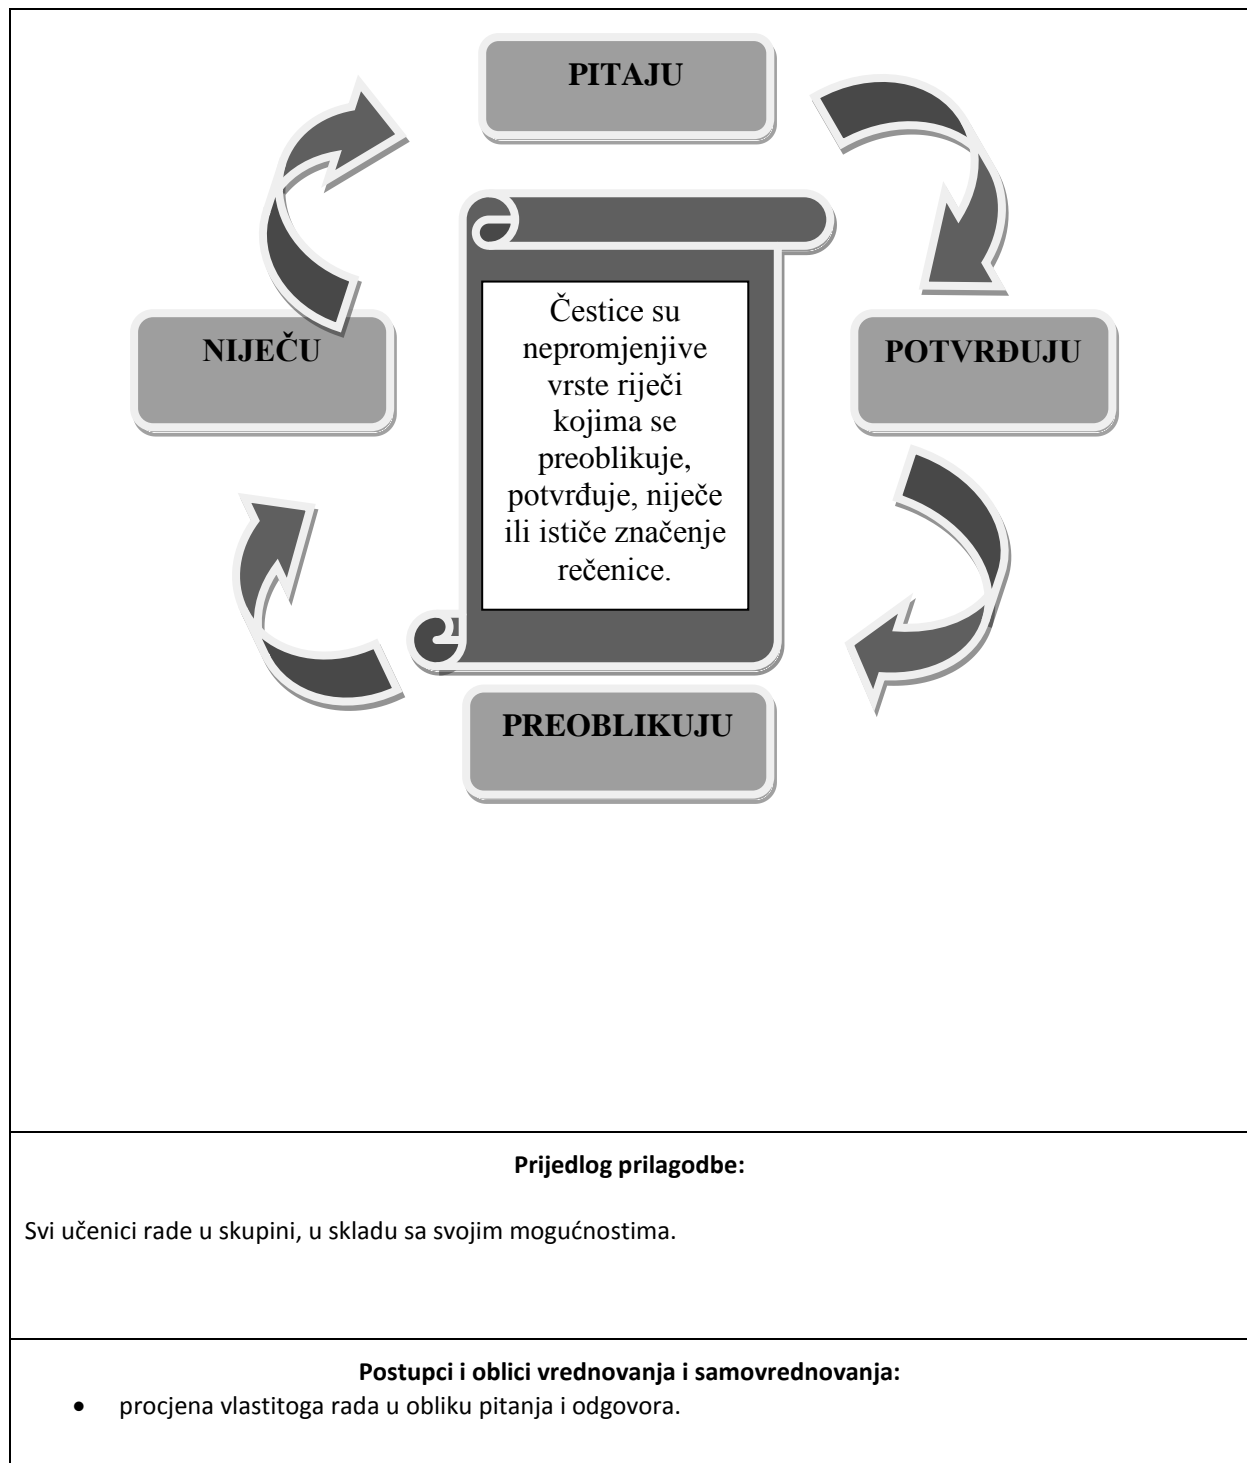 PITAJU
NIJEČU
Čestice su
nepromjenjive
vrste riječi
kojima se
preoblikuje,
potvrđuje, niječe
ili ističe značenje
rečenice.
POTVRĐUJU
PREOBLIKUJU
Prijedlog prilagodbe:
Svi učenici rade u skupini, u skladu sa svojim mogućnostima.
Postupci i oblici vrednovanja i samovrednovanja:
• procjena vlastitoga rada u obliku pitanja i odgovora.